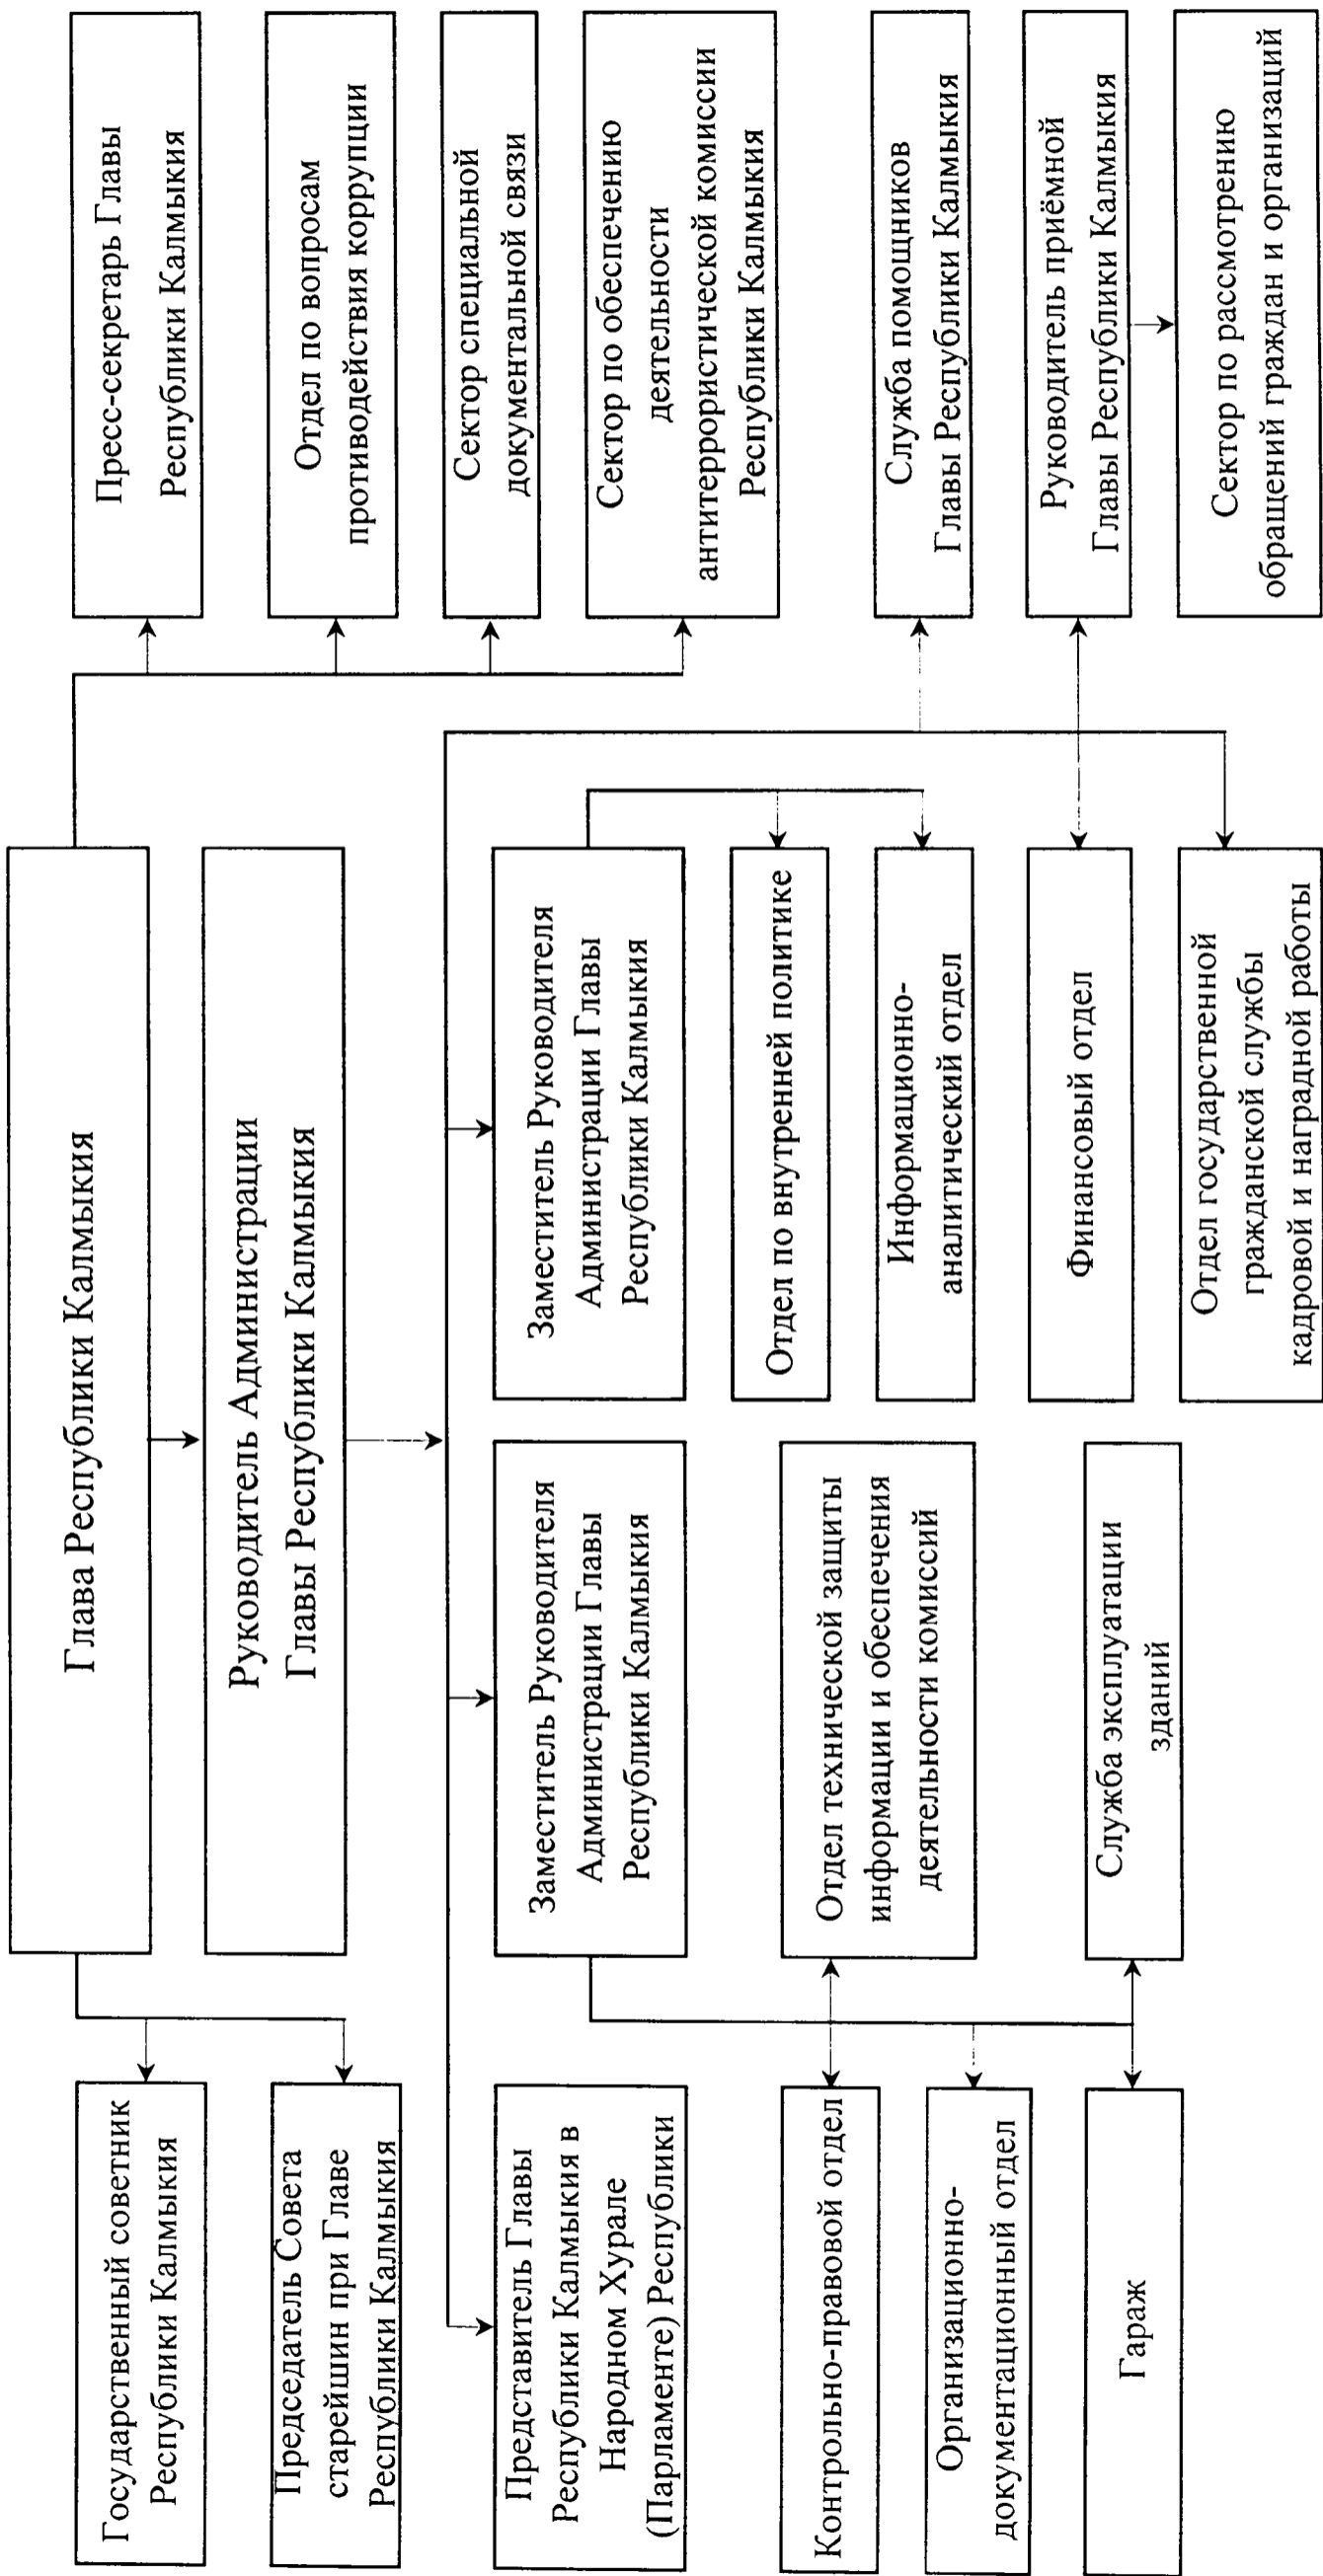 Глава Республики Калмыкия
Руководитель Администрации
Главы Республики Калмыкия
Государственный советник
Республики Калмыкия
Председатель Совета
старейшин при Главе
Республики Калмыкия
Пресс-секретарь Главы
Республики Калмыкия
Отдел по вопросам
противодействия коррупции
Сектор специальной
документальной связи
Сектор по обеспечению
деятельности
антитеррористической комиссии
Республики Калмыкия
Представитель Главы
Республики Калмыкия в
Народном Хурале
(Парламенте) Республики
Заместитель Руководителя
Администрации Главы
Республики Калмыкия
Заместитель Руководителя
Администрации Главы
Республики Калмыкия
Контрольно-правовой отдел
Отдел технической защиты
информации и обеспечения
деятельности комиссий
Отдел по внутренней политике
Организационно-
документационный отдел
Информационно-
аналитический отдел
Служба помощников
Главы Республики Калмыкия
Гараж
Служба эксплуатации
зданий
Финансовый отдел
Руководитель приёмной
Главы Республики Калмыкия
Отдел государственной
гражданской службы
кадровой и наградной работы
Сектор по рассмотрению
обращений граждан и организаций